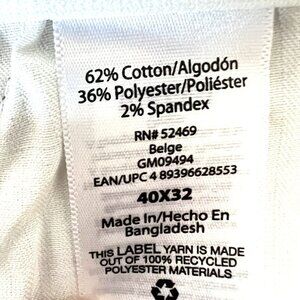 62% Cotton/Algodón
36% Polyester/Poliéster
2% Spandex
RN# 52469
Beige
GM09494
EAN/UPC 4 89396628553
40X32
Made In/Hecho En
Bangladesh
THIS LABEL YARN IS MADE
OUT OF 100% RECYCLED
POLYESTER MATERIALS